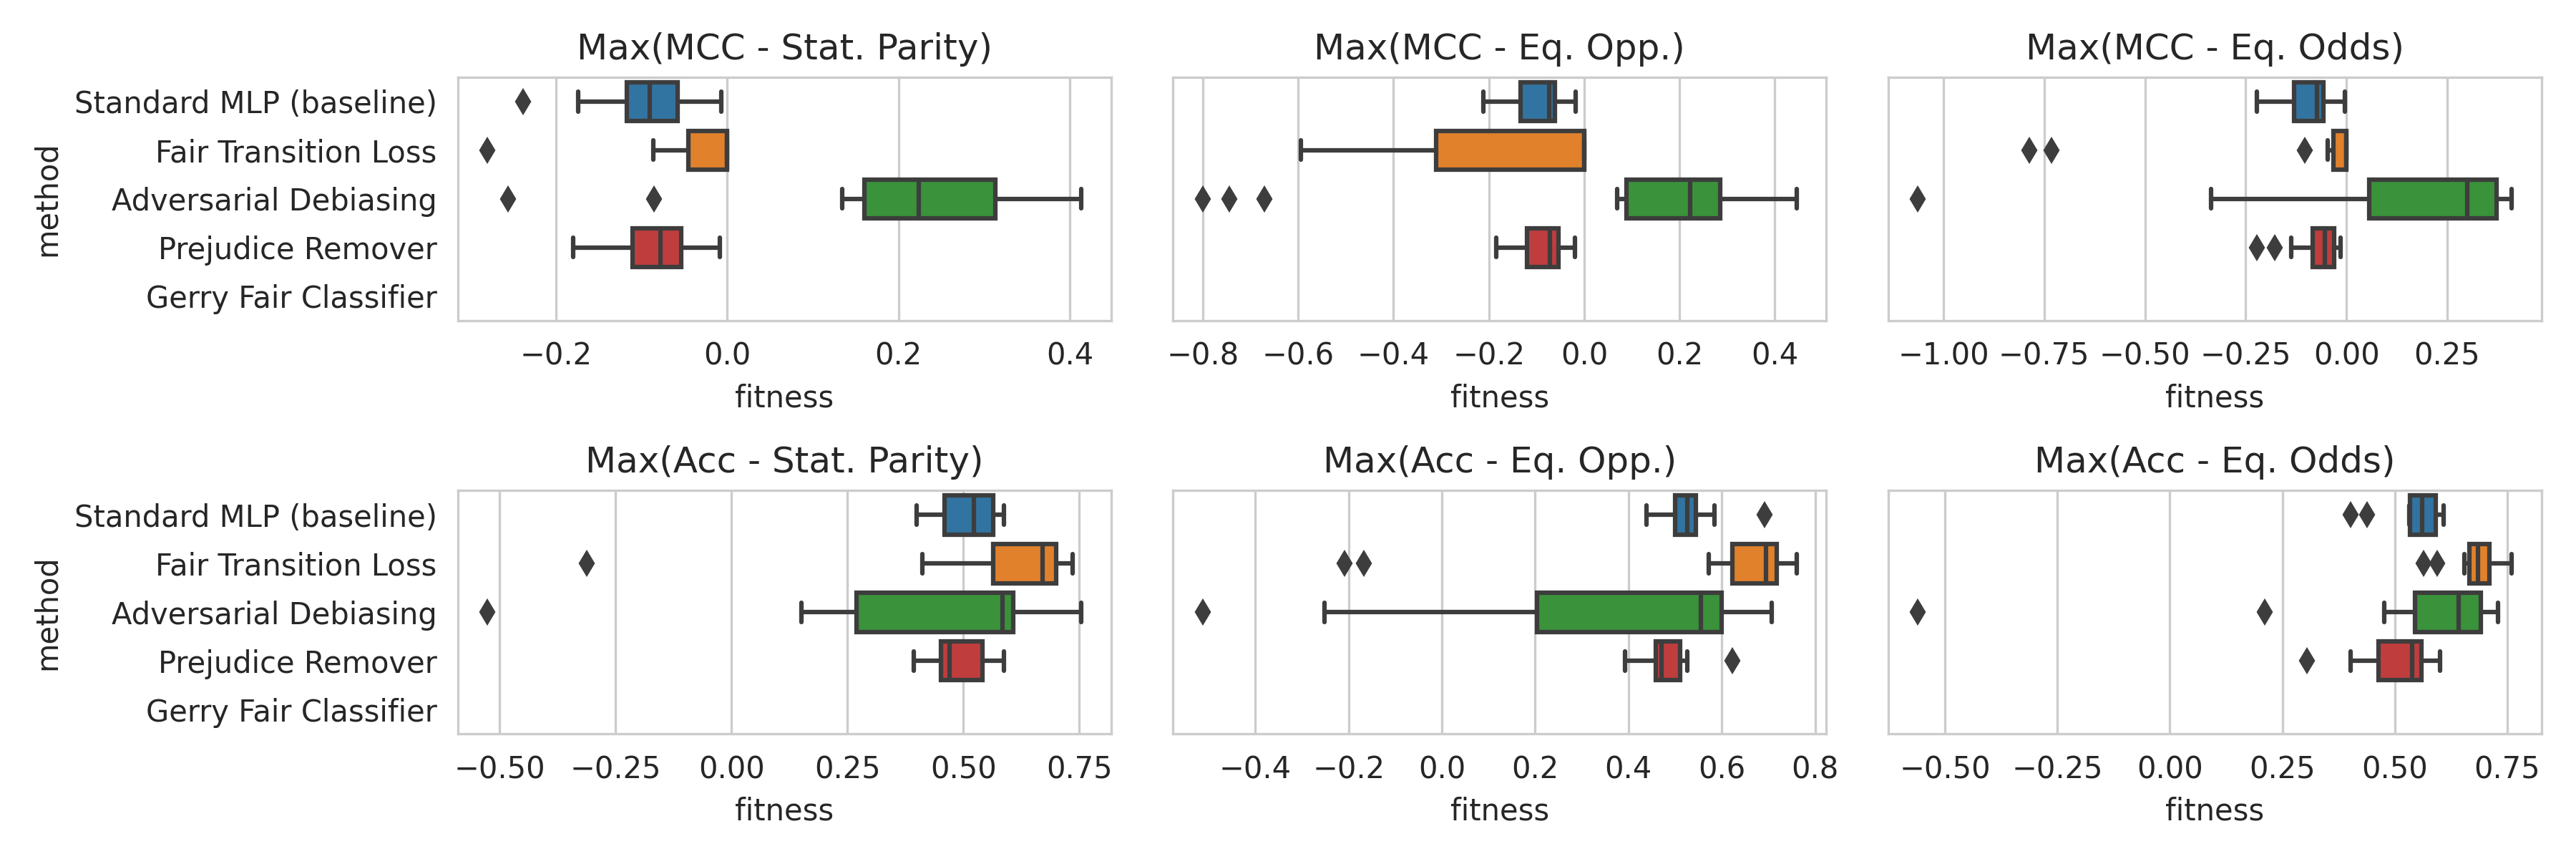 Max(MCC - Stat. Parity)
Max(MCC - Eq. Opp.)
Max(MCC - Eq. Odds)
method
Standard MLP (baseline)
Fair Transition Loss
Adversarial Debiasing
Prejudice Remover
Gerry Fair Classifier
−0.2 0.0 0.2 0.4
−0.8 −0.6 −0.4 −0.2 0.0 0.2 0.4
−1.00 −0.75 −0.50 −0.25 0.00 0.25
fitness
fitness
fitness
Max(Acc - Stat. Parity)
Max(Acc - Eq. Opp.)
Max(Acc - Eq. Odds)
method
Standard MLP (baseline)
Fair Transition Loss
Adversarial Debiasing
Prejudice Remover
Gerry Fair Classifier
−0.50 −0.25 0.00 0.25 0.50 0.75
−0.4 −0.2 0.0 0.2 0.4 0.6 0.8
−0.50 −0.25 0.00 0.25 0.50 0.75
fitness
fitness
fitness